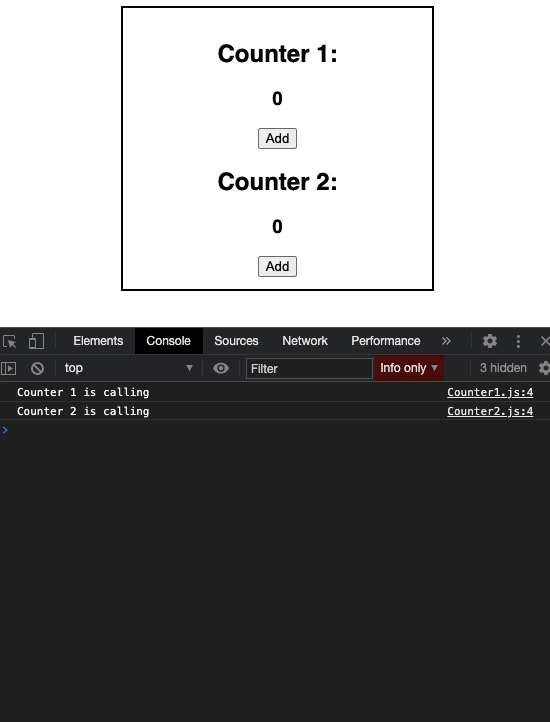 Counter 1:
0
Add
Counter 2:
0
Add
Elements Console Sources Network Performance »
top ▼ Filter Info only ▼ 3 hidden
Counter 1 is calling Counter1.js:4
Counter 2 is calling Counter2.js:4
>